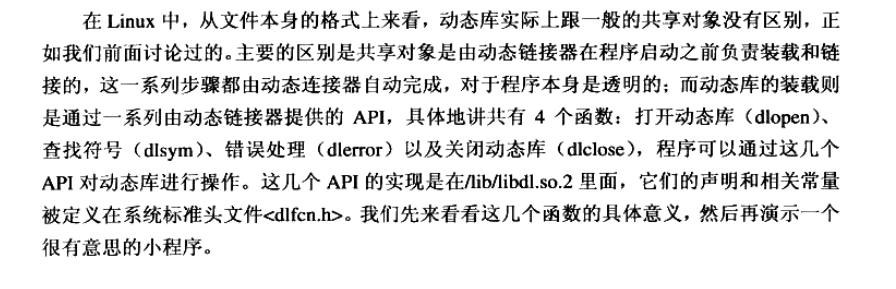 在 Linux 中，从文件本身的格式上来看，动态库实际上跟一般的共享对象没有区别，正
如我们前面讨论过的。主要的区别是共享对象是由动态链接器在程序启动之前负责装载和链
接的，这一系列步骤都由动态连接器自动完成，对于程序本身是透明的；而动态库的装载则
是通过一系列由动态链接器提供的 API，具体地讲共有 4 个函数：打开动态库（dlopen）、
查找符号（dlsym）、错误处理（dlerror）以及关闭动态库（dlclose），程序可以通过这几个
API 对动态库进行操作。这几个 API 的实现是在/lib/libdl.so.2 里面，它们的声明和相关常量
被定义在系统标准头文件<dlfcn.h>。我们先来看看这几个函数的具体意义，然后再演示一个
很有意思的小程序。